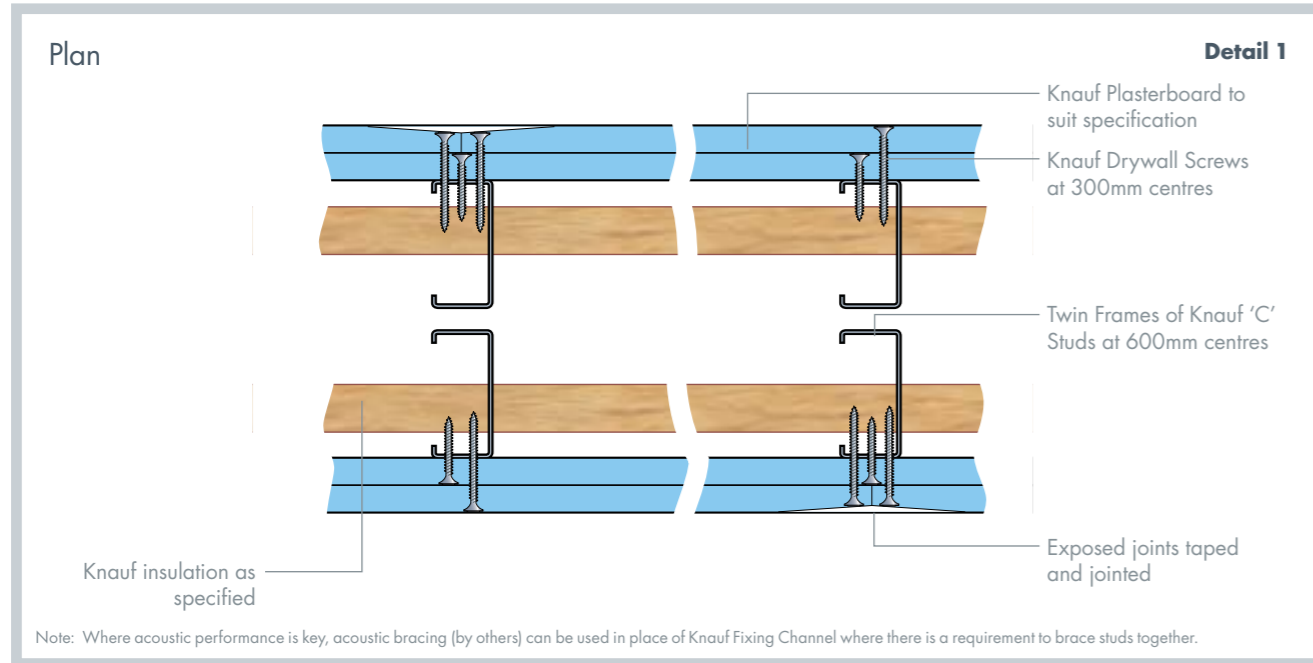 Plan
Detail 1
Knauf Plasterboard to
suit specification
Knauf Drywall Screws
at 300mm centres
Twin Frames of Knauf ‘C’
Studs at 600mm centres
Exposed joints taped
and jointed
Knauf insulation as
specified
Note: Where acoustic performance is key, acoustic bracing (by others) can be used in place of Knauf Fixing Channel where there is a requirement to brace studs together.